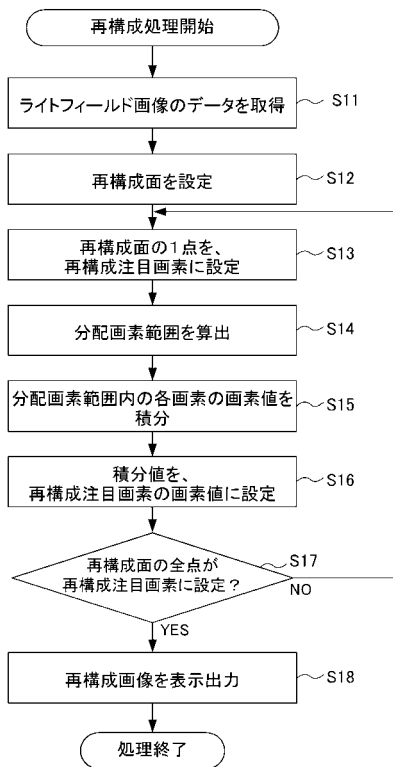 再構成処理開始
ライトフィールド画像のデータを取得
S11
再構成面を設定
S12
再構成面の1点を、
再構成注目画素に設定
S13
分配画素範囲を算出
S14
分配画素範囲内の各画素の画素値を
積分
S15
積分値を、
再構成注目画素の画素値に設定
S16
再構成面の全点が
再構成注目画素に設定?
S17
NO
YES
再構成画像を表示出力
S18
処理終了